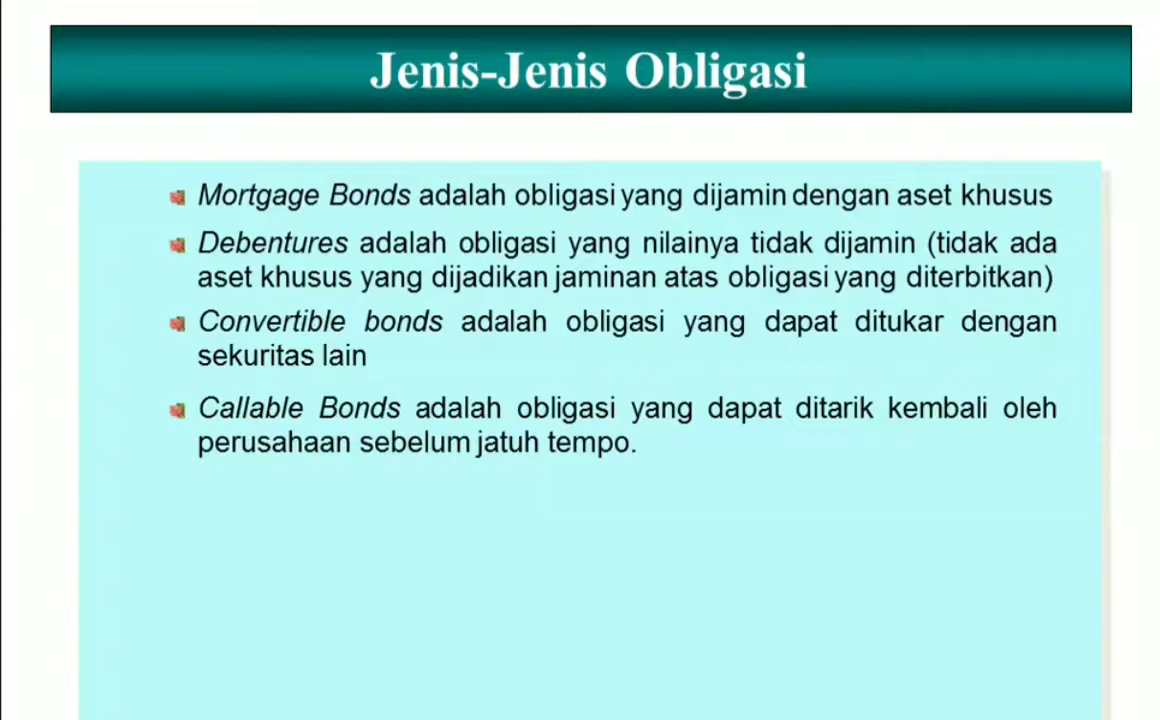 Jenis-Jenis Obligasi
Mortgage Bonds adalah obligasi yang dijamin dengan aset khusus
Debentures adalah obligasi yang nilainya tidak dijamin (tidak ada
aset khusus yang dijadikan jaminan atas obligasi yang diterbitkan)
Convertible bonds adalah obligasi yang dapat ditukar dengan
sekuritas lain
Callable Bonds adalah obligasi yang dapat ditarik kembali oleh
perusahaan sebelum jatuh tempo.